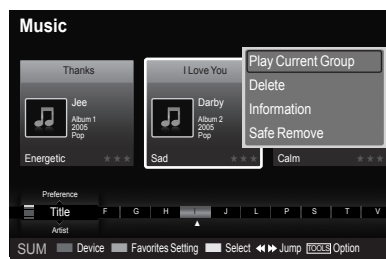 Music
Thanks
Jee
Album 1
2005
Pop
Energetic
I Love You
Darby
Album 2
2005
Pop
Sad
Calm
Play Current Group
Delete
Information
Safe Remove
Preference
Title F G H I J L P S T V
Artist
SUM Device Favorites Setting Select Jump TOOLS Option